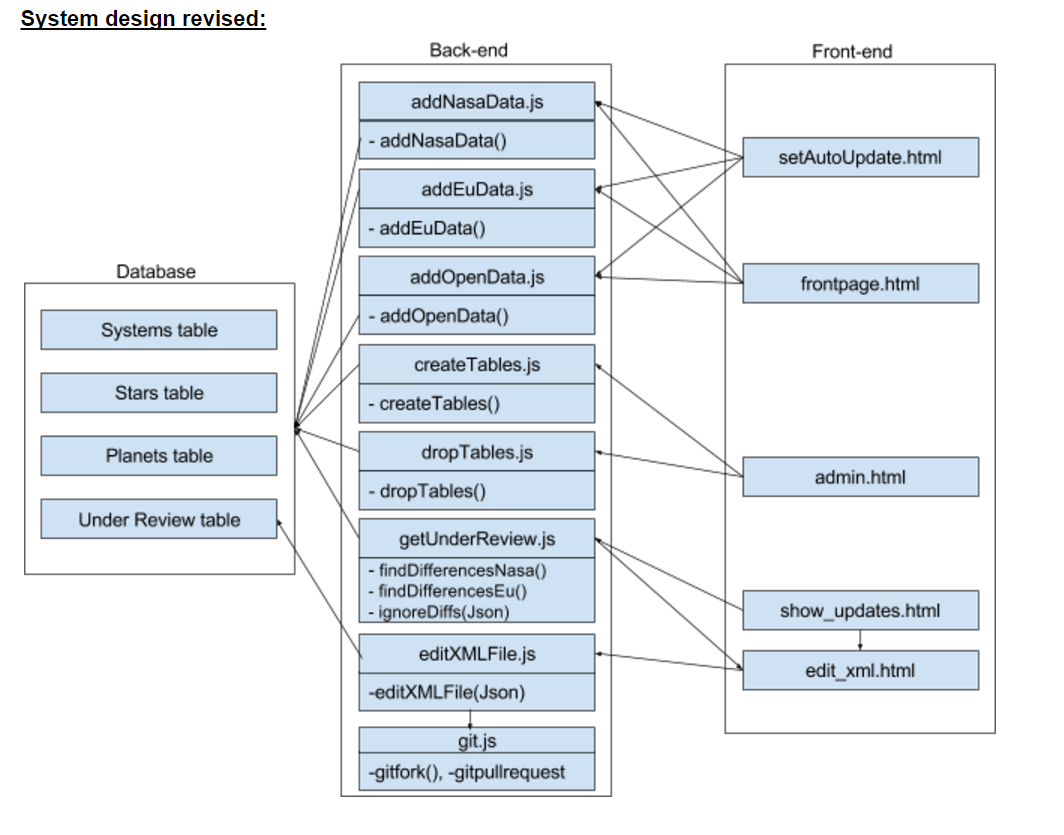 System design revised:
Back-end
Front-end
addNasaData.js
- addNasaData()
addEuData.js
- addEuData()
addOpenData.js
- addOpenData()
createTables.js
- createTables()
dropTables.js
- dropTables()
getUnderReview.js
- findDifferencesNasa()
- findDifferencesEu()
- ignoreDiffs(Json)
editXMLFile.js
-editXMLFile(Json)
git.js
-gitfork(), -gitpullrequest
setAutoUpdate.html
frontpage.html
admin.html
show_updates.html
edit_xml.html
Database
Systems table
Stars table
Planets table
Under Review table